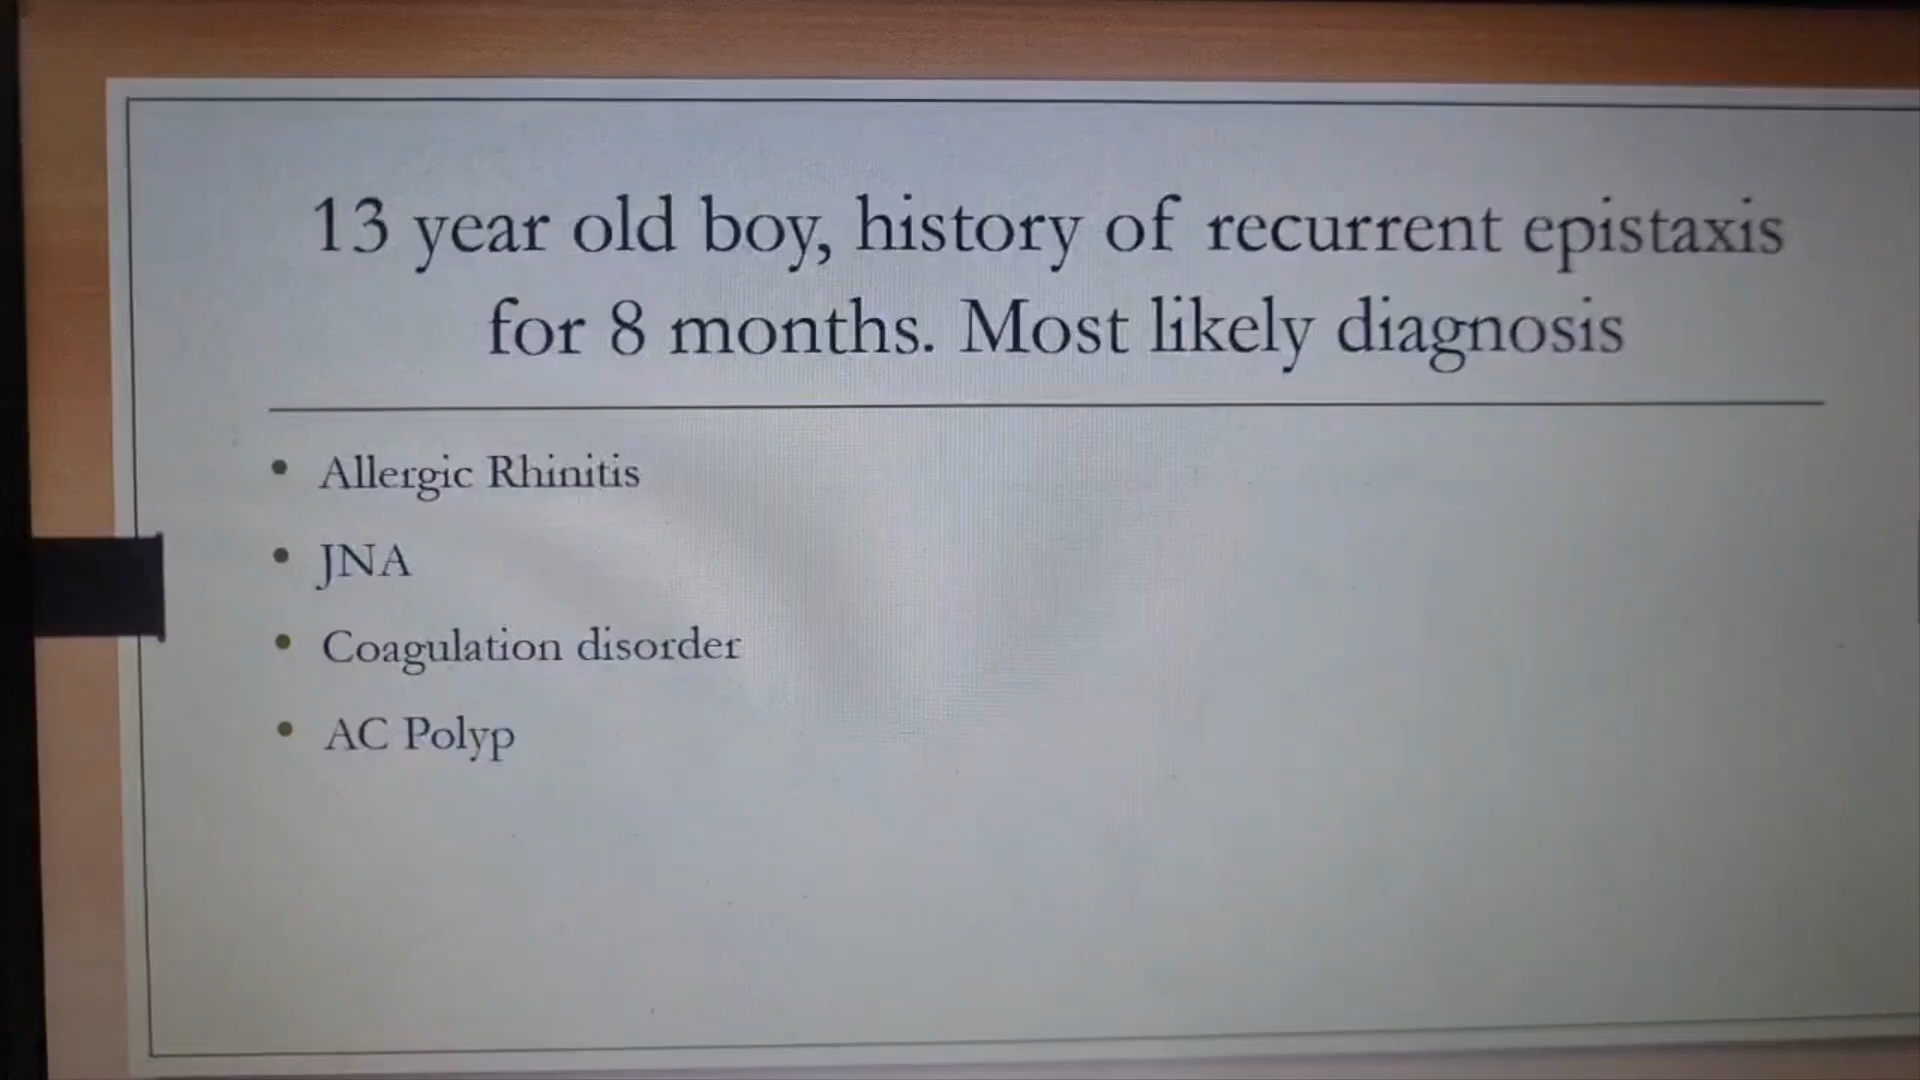 13 year old boy, history of recurrent epistaxis
for 8 months. Most likely diagnosis
• Allergic Rhinitis
• JNA
• Coagulation disorder
• AC Polyp